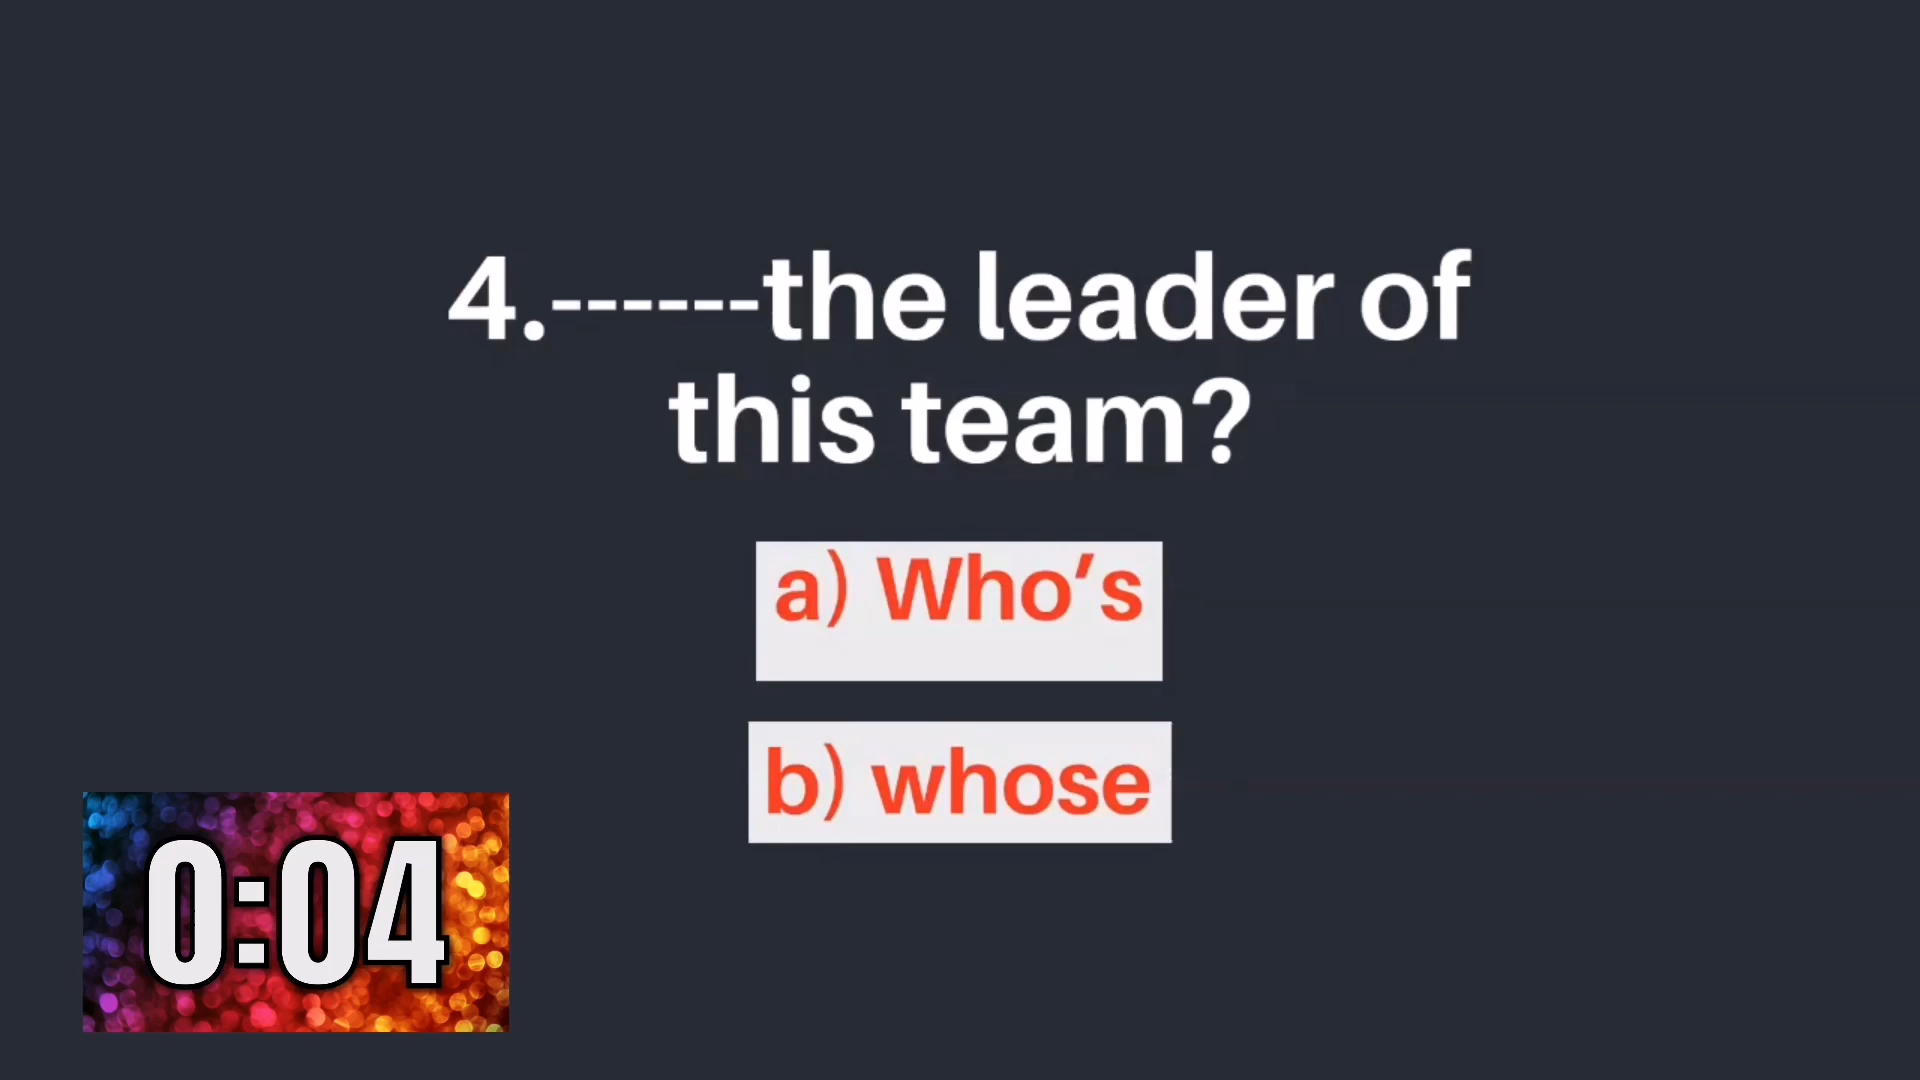 4.------the leader of
this team?
a) Who’s
b) whose
0:04